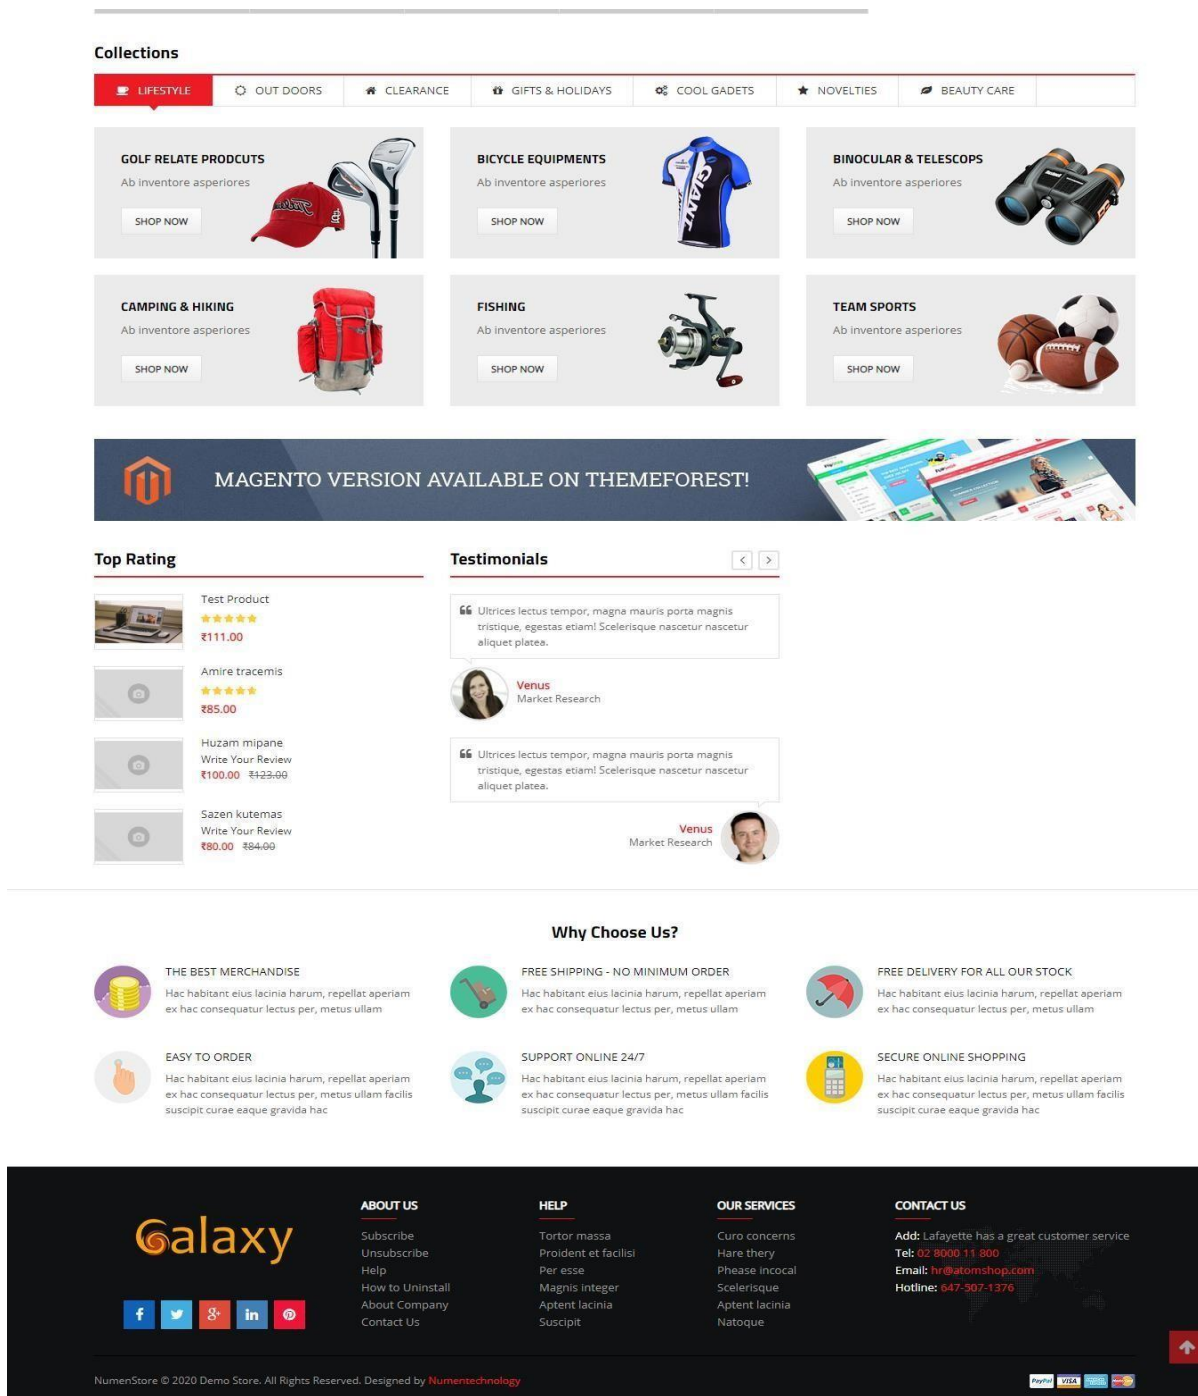 Collections
LIFESTYLE
OUT DOORS
CLEARANCE
GIFTS & HOLIDAYS
COOL GADETS
NOVELTIES
BEAUTY CARE
GOLF RELATE PRODCUTS
Ab inventore asperiores
SHOP NOW
BICYCLE EQUIPMENTS
Ab inventore asperiores
SHOP NOW
GIANT
BINOCULAR & TELESCOPS
Ab inventore asperiores
SHOP NOW
CAMPING & HIKING
Ab inventore asperiores
SHOP NOW
FISHING
Ab inventore asperiores
SHOP NOW
TEAM SPORTS
Ab inventore asperiores
SHOP NOW
MAGENTO VERSION AVAILABLE ON THEMEFOREST!
Top Rating
Test Product
₹111.00
Amire tracemis
₹85.00
Huzam mipane
Write Your Review
₹100.00 ₹123.00
Sazen kutemas
Write Your Review
₹80.00 ₹84.00
Testimonials
Ultrices lectus tempor, magna mauris porta magnis
tristique, egestas etiam! Scelerisque nascetur nascetur
aliquet platea.
Venus
Market Research
Ultrices lectus tempor, magna mauris porta magnis
tristique, egestas etiam! Scelerisque nascetur nascetur
aliquet platea.
Venus
Market Research
Why Choose Us?
THE BEST MERCHANDISE
Hac habitant eius lacinia harum, repellat aperiam
ex hac consequatur lectus per, metus ullam
FREE SHIPPING - NO MINIMUM ORDER
Hac habitant eius lacinia harum, repellat aperiam
ex hac consequatur lectus per, metus ullam
FREE DELIVERY FOR ALL OUR STOCK
Hac habitant eius lacinia harum, repellat aperiam
ex hac consequatur lectus per, metus ullam
EASY TO ORDER
Hac habitant eius lacinia harum, repellat aperiam
ex hac consequatur lectus per, metus ullam facilis
suscipit curae eaque gravida hac
SUPPORT ONLINE 24/7
Hac habitant eius lacinia harum, repellat aperiam
ex hac consequatur lectus per, metus ullam facilis
suscipit curae eaque gravida hac
SECURE ONLINE SHOPPING
Hac habitant eius lacinia harum, repellat aperiam
ex hac consequatur lectus per, metus ullam facilis
suscipit curae eaque gravida hac
Galaxy
ABOUT US
Subscribe
Unsubscribe
Help
How to Uninstall
About Company
Contact Us
HELP
Tortor massa
Proident et facilisi
Per esse
Magnis integer
Aptent lacinia
Suscipit
OUR SERVICES
Curo concerns
Hare thery
Phease incocal
Scelerisque
Aptent lacinia
Natoque
CONTACT US
Add: Lafayette has a great customer service
Tel: 02 8000 11 800
Email: hr@atomshop.com
Hotline: 647-507-1376
NumenStore © 2020 Demo Store. All Rights Reserved. Designed by Numentechnology
PayPal VISA